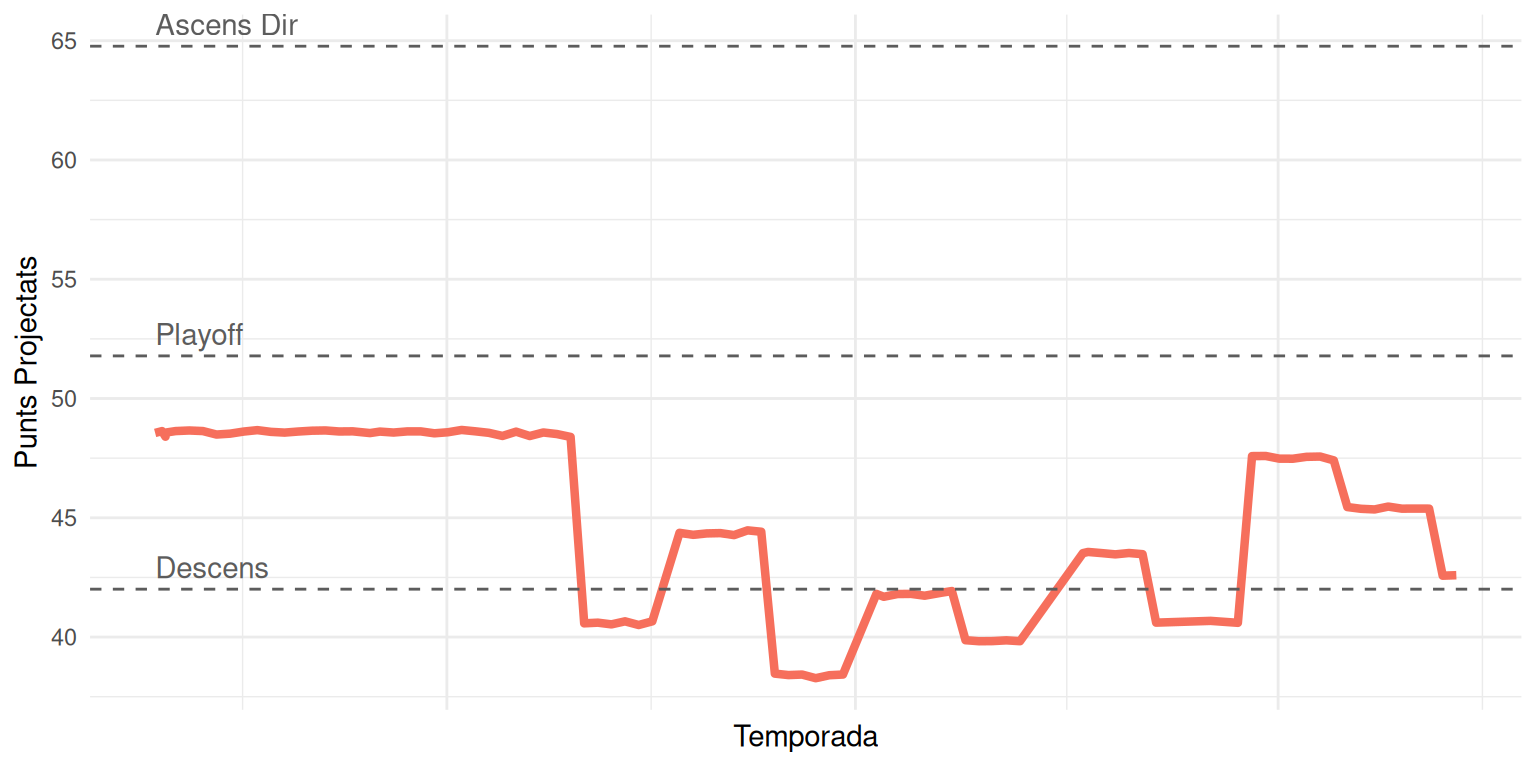 Ascens Dir
65
60
Punts Projectats
55
Playoff
50
45
Descens
40
Temporada